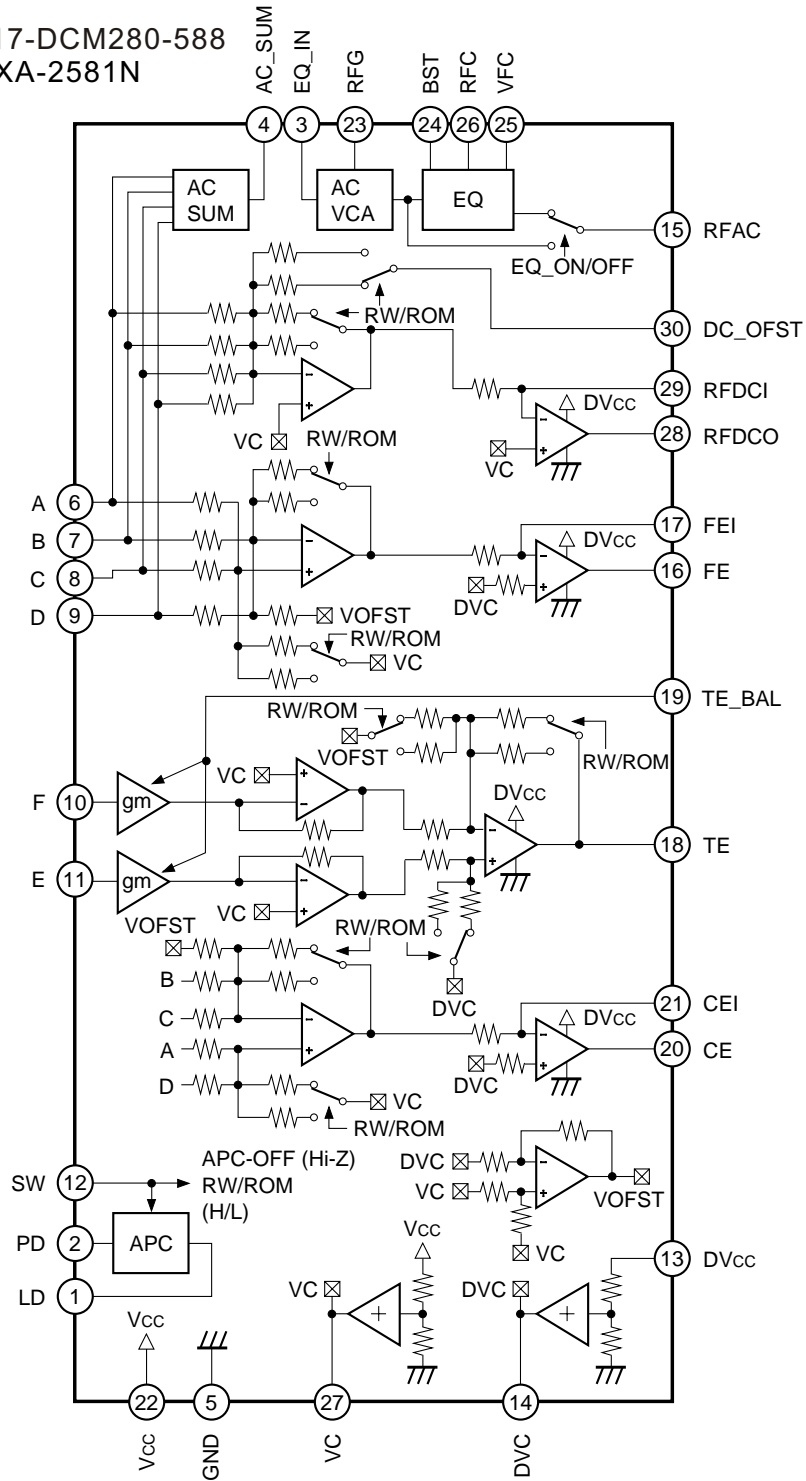 17-DCM280-588
XA-2581N
AC_SUM
EQ_IN
RFG
BST
RFC
VFC
4
3
23
24
26
25
AC
SUM
AC
VCA
EQ
15 RFAC
EQ_ON/OFF
RW/ROM
30 DC_OFST
29 RFDCI
DVcc
28 RFDCO
VC
VC
RW/ROM
A 6
B 7
C 8
D 9
17 FEI
DVcc
16 FE
DVC
VOFST
RW/ROM
VC
19 TE_BAL
RW/ROM
VOFST
RW/ROM
VC
F 10
gm
DVcc
18 TE
E 11
gm
VC
VOFST
RW/ROM
B
DVC
C
21 CEI
DVcc
A
20 CE
DVC
D
VC
RW/ROM
SW 12
APC-OFF (Hi-Z)
RW/ROM
(H/L)
DVC
VC
VOFST
VC
PD 2
APC
LD 1
Vcc
13 DVcc
VC
DVC
Vcc
22
5
27
14
Vcc
GND
VC
DVC